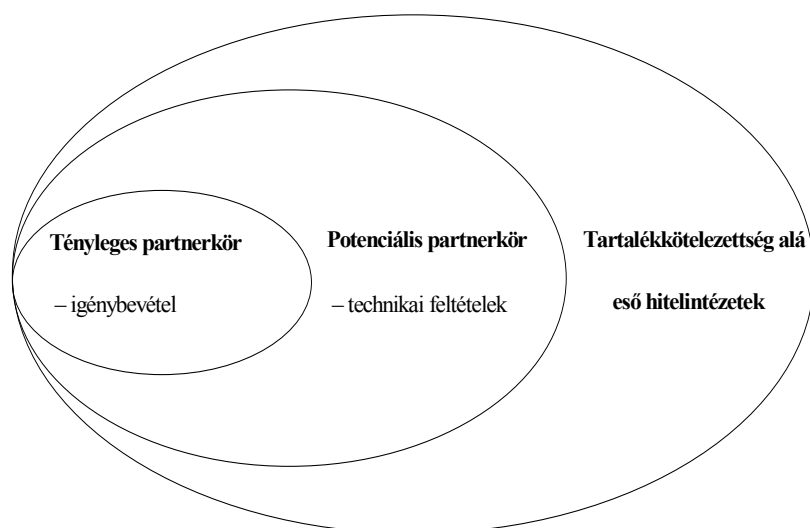 Tényleges partnerkör
– igénybevétel
Potenciális partnerkör
– technikai feltételek
Tartalékkötelezettség alá
eső hitelintézetek